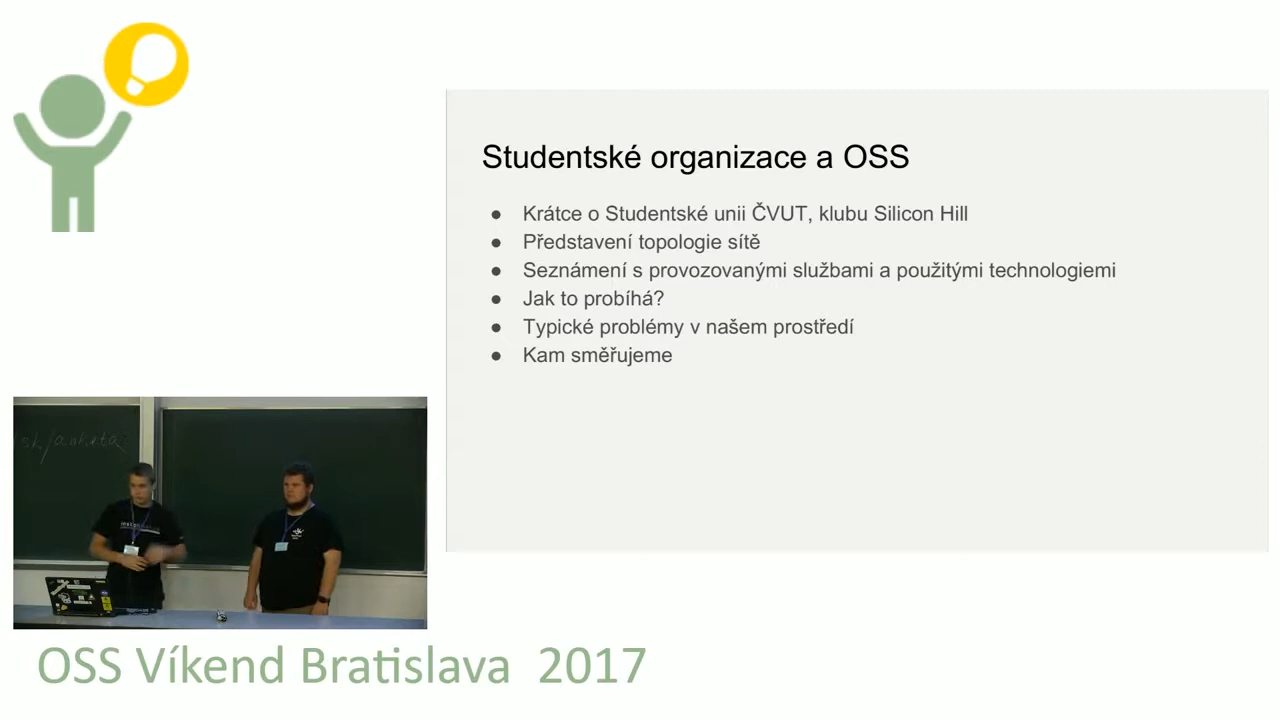 Studentské organizace a OSS
● Krátce o Studentské unii ČVUT, klubu Silicon Hill
● Představení topologie sítě
● Seznámení s provozovanými službami a použitými technologiemi
● Jak to probíhá?
● Typické problémy v našem prostředí
● Kam směřujeme
OSS Víkend Bratislava 2017